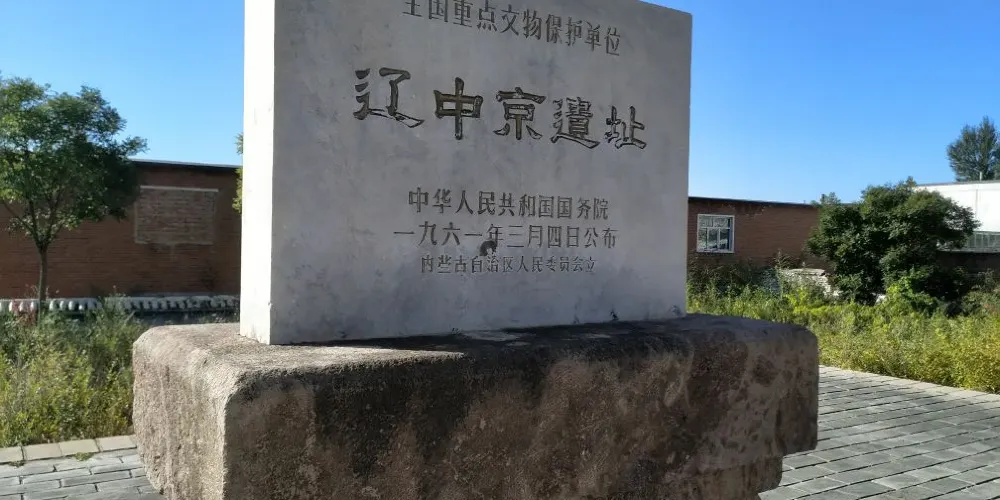 全国重点文物保护单位
辽中京遺址
中华人民共和国国务院
一九六一年三月四日公布
内蒙古自治区人民委员会立